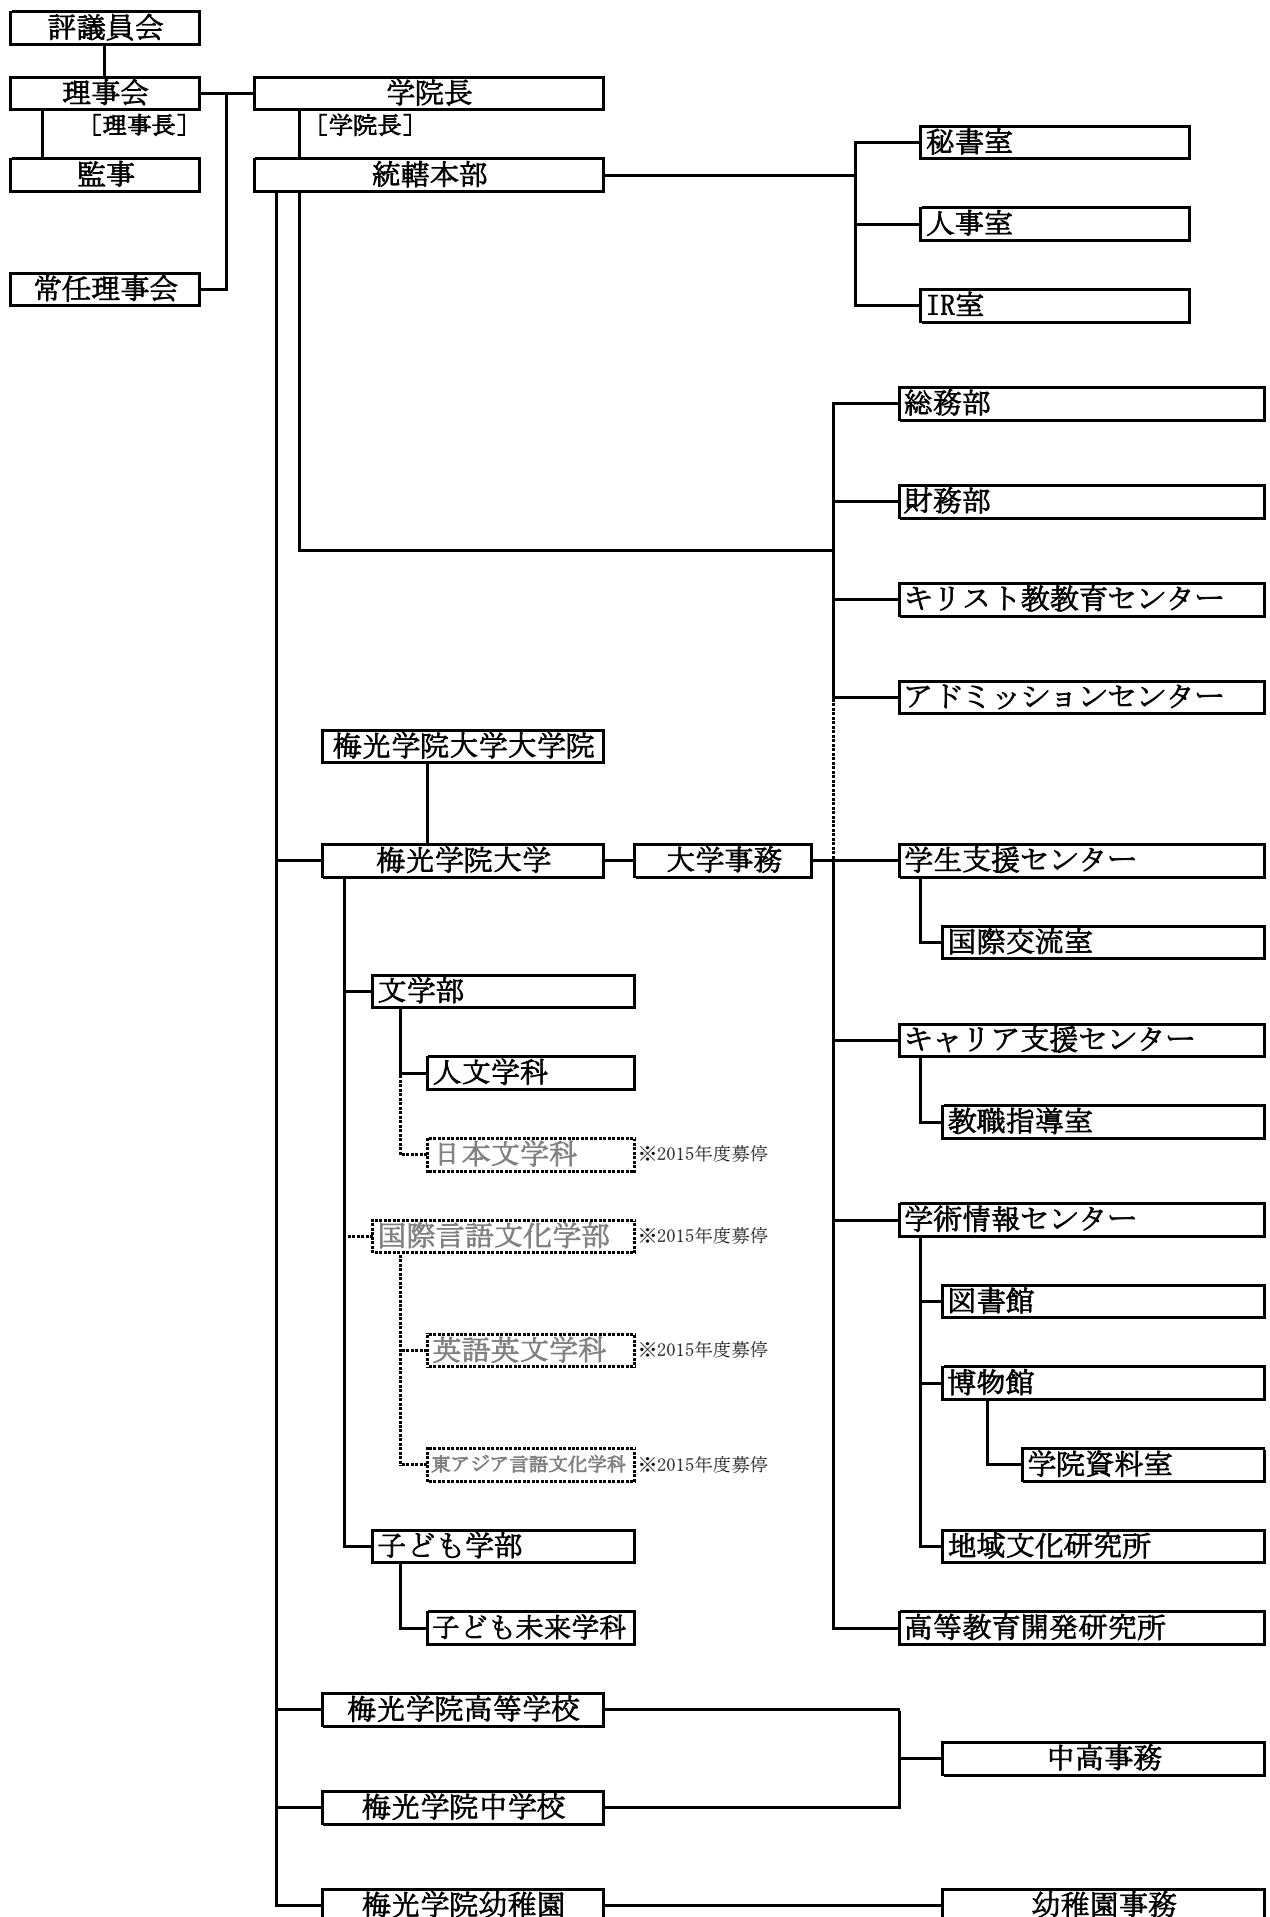 評議員会
理事会
学院長
［理事長］
［学院長］
秘書室
監事
統轄本部
人事室
常任理事会
IR室
総務部
財務部
キリスト教教育センター
アドミッションセンター
梅光学院大学大学院
梅光学院大学
大学事務
学生支援センター
国際交流室
文学部
キャリア支援センター
人文学科
教職指導室
日本文学科
※2015年度募停
学術情報センター
国際言語文化学部
※2015年度募停
図書館
英語英文学科
※2015年度募停
博物館
東アジア言語文化学科
※2015年度募停
学院資料室
子ども学部
地域文化研究所
子ども未来学科
高等教育開発研究所
梅光学院高等学校
中高事務
梅光学院中学校
梅光学院幼稚園
幼稚園事務